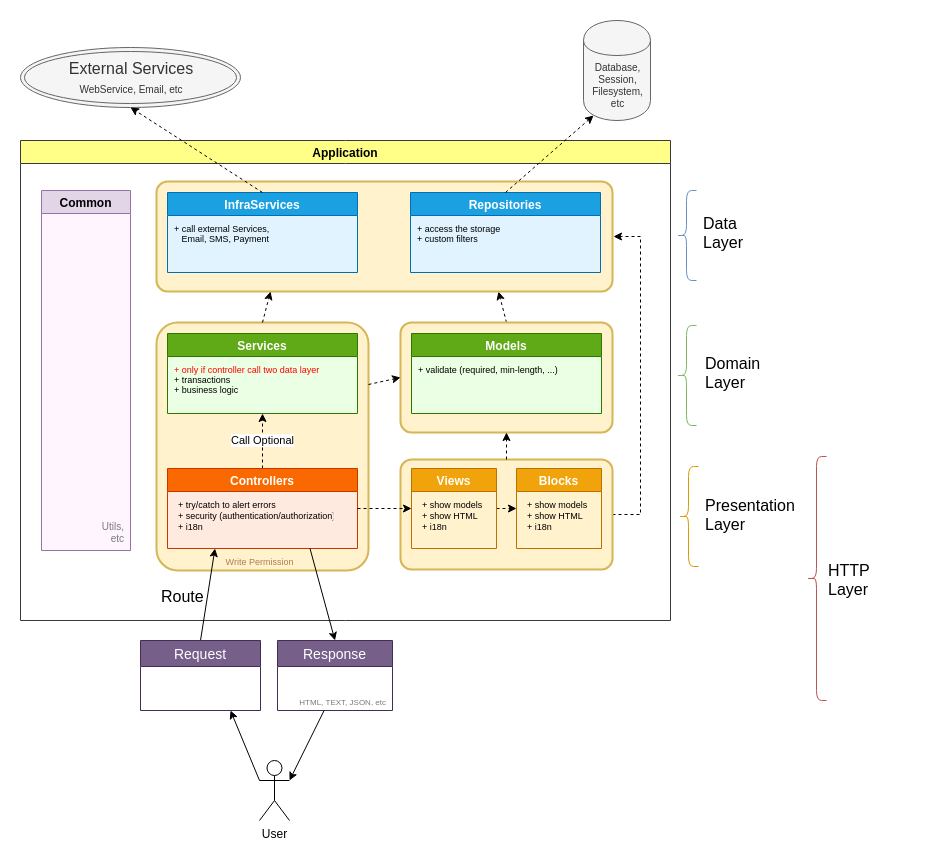 External Services
WebService, Email, etc
Database,
Session,
Filesystem,
etc
Application
Common
Utils,
etc
InfraServices
+ call external Services,
Email, SMS, Payment
Repositories
+ access the storage
+ custom filters
Data
Layer
Services
+ only if controller call two data layer
+ transactions
+ business logic
Models
+ validate (required, min-length, ...)
Domain
Layer
Call Optional
Controllers
+ try/catch to alert errors
+ security (authentication/authorization)
+ i18n
Write Permission
Views
+ show models
+ show HTML
+ i18n
Blocks
+ show models
+ show HTML
+ i18n
Presentation
Layer
HTTP
Layer
Route
Request
Response
HTML, TEXT, JSON, etc
User